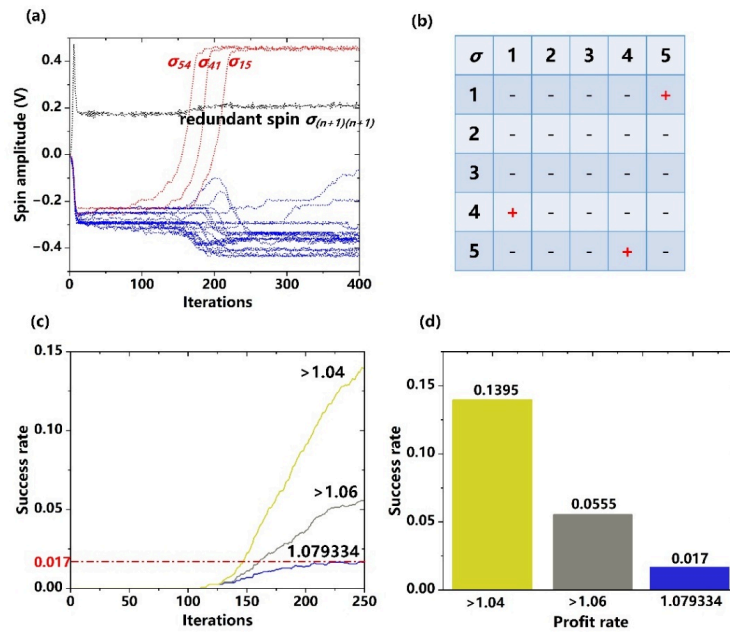 (a)
0.4
0.2
0.0
−0.2
−0.4
Spin amplitude (V)
σ54 σ41 σ15
redundant spin σ(n+1)(n+1)
0 100 200 300 400
Iterations
(b)
σ 1 2 3 4 5
1 - - - - +
2 - - - - -
3 - - - - -
4 + - - - -
5 - - - + -
(c)
0.15
0.10
0.05
0.017
0.00
Success rate
>1.04
>1.06
1.079334
0 50 100 150 200 250
Iterations
(d)
0.15
0.10
0.05
0.00
Success rate
0.1395
0.0555
0.017
>1.04 >1.06 1.079334
Profit rate